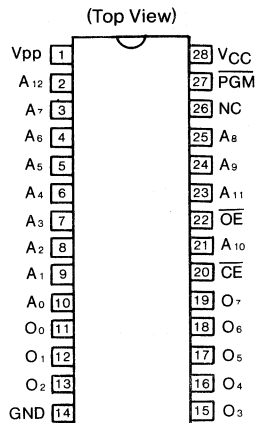 (Top View)
Vpp 1 28 VCC
A12 2 27 PGM
A7 3 26 NC
A6 4 25 A8
A5 5 24 A9
A4 6 23 A11
A3 7 22 OE
A2 8 21 A10
A1 9 20 CE
A0 10 19 O7
O0 11 18 O6
O1 12 17 O5
O2 13 16 O4
GND 14 15 O3